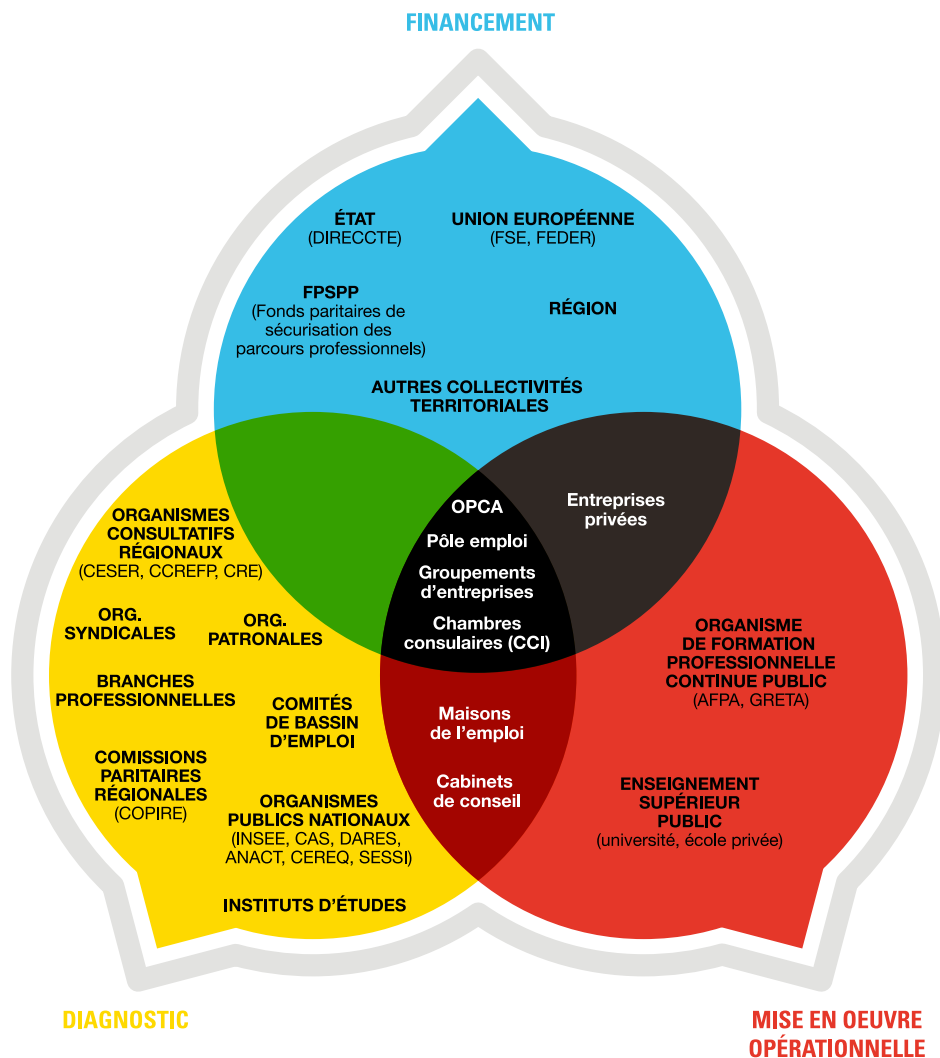 FINANCEMENT
ÉTAT
(DIRECCTE)
UNION EUROPÉENNE
(FSE, FEDER)
FPSPP
(Fonds paritaires de
sécurisation des
parcours professionnels)
RÉGION
AUTRES COLLECTIVITÉS
TERRITORIALES
ORGANISMES
CONSULTATIFS
RÉGIONAUX
(CESER, CCREFP, CRE)
ORG.
SYNDICALES
ORG.
PATRONALES
BRANCHES
PROFESSIONNELLES
COMITÉS
DE BASSIN
D'EMPLOI
COMISSIONS
PARITAIRES
RÉGIONALES
(COPIRE)
ORGANISMES
PUBLICS NATIONAUX
(INSEE, CAS, DARES,
ANACT, CEREQ, SESSI)
INSTITUTS D'ÉTUDES
OPCA
Pôle emploi
Groupements
d'entreprises
Chambres
consulaires (CCI)
Entreprises
privées
Maisons
de l'emploi
Cabinets
de conseil
ORGANISME
DE FORMATION
PROFESSIONNELLE
CONTINUE PUBLIC
(AFPA, GRETA)
ENSEIGNEMENT
SUPÉRIEUR
PUBLIC
(université, école privée)
DIAGNOSTIC
MISE EN OEUVRE
OPÉRATIONNELLE